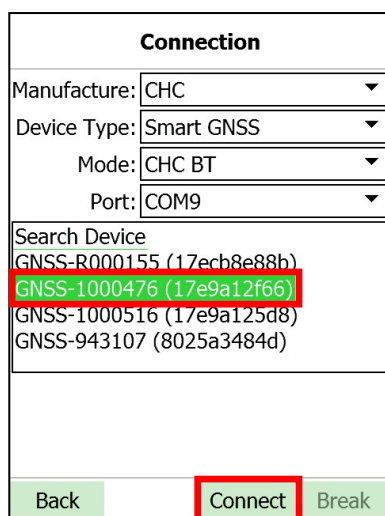 Connection
Manufacture: CHC
Device Type: Smart GNSS
Mode: CHC BT
Port: COM9
Search Device
GNSS-R000155 (17ecb8e88b)
GNSS-1000476 (17e9a12f66)
GNSS-1000516 (17e9a125d8)
GNSS-943107 (8025a3484d)
Back Connect Break